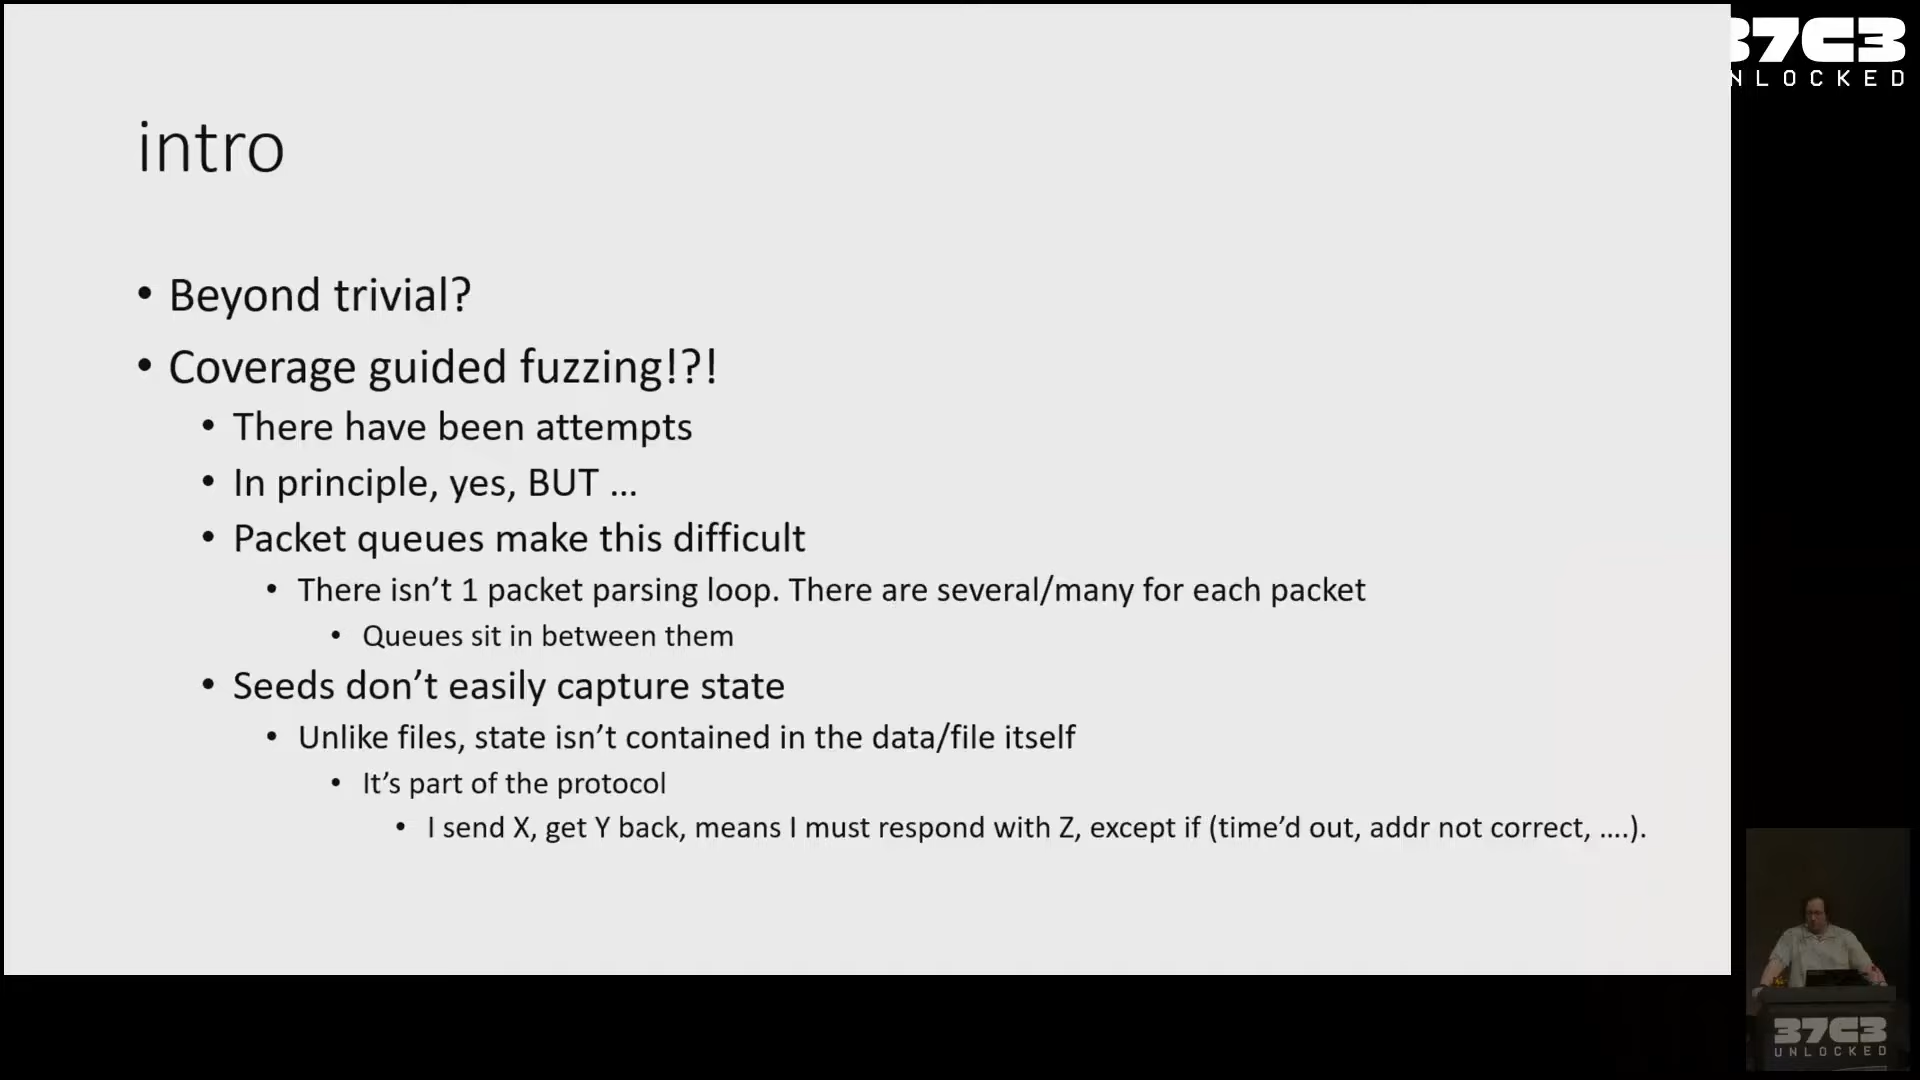 37C3
UNLOCKED
intro
• Beyond trivial?
• Coverage guided fuzzing!?!
• There have been attempts
• In principle, yes, BUT …
• Packet queues make this difficult
• There isn’t 1 packet parsing loop. There are several/many for each packet
• Queues sit in between them
• Seeds don’t easily capture state
• Unlike files, state isn’t contained in the data/file itself
• It’s part of the protocol
• I send X, get Y back, means I must respond with Z, except if (time’d out, addr not correct, ….).
37C3
UNLOCKED